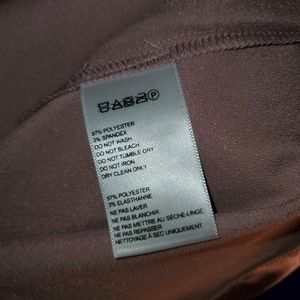 P
97% POLYESTER
3% SPANDEX
DO NOT WASH
DO NOT BLEACH
DO NOT TUMBLE DRY
DO NOT IRON
DRY CLEAN ONLY
97% POLYESTER
3% ELASTHANNE
NE PAS LAVER
NE PAS BLANCHIR
NE PAS METTRE AU SÈCHE-LINGE
NE PAS REPASSER
NETTOYAGE À SEC UNIQUEMENT